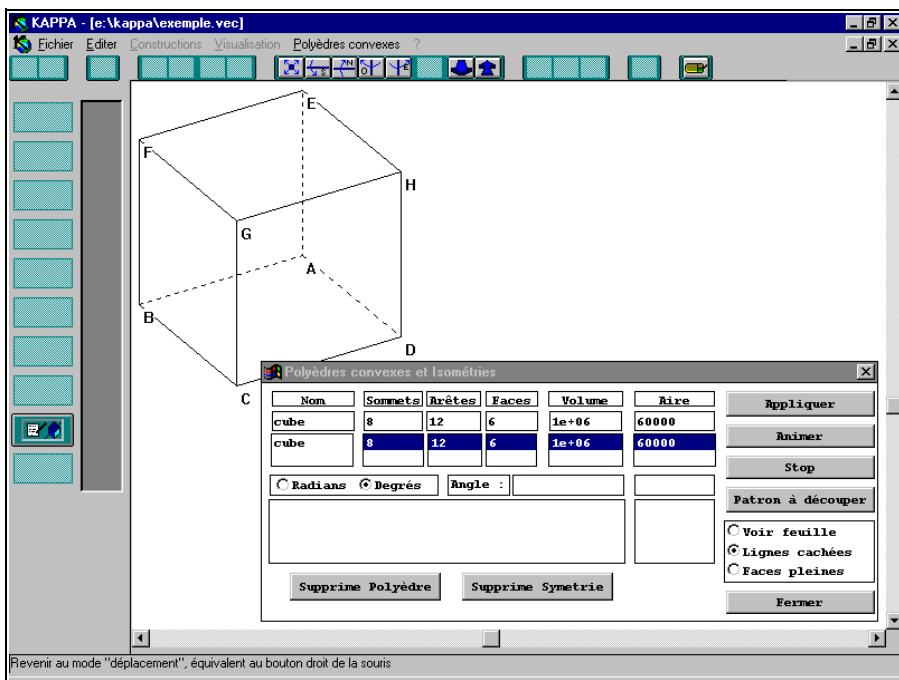 KAPPA - [e:\kappa\exemple.vec]
Fichier Editer Constructions Visualisation Polyèdres convexes ?
S N O E
E
F
H
G
A
B
D
C
Polyèdres convexes et Isométries
Nom Sommets Arêtes Faces Volume Aire
cube 8 12 6 1e+06 60000
cube 8 12 6 1e+06 60000
Radians Degrés Angle :
Supprime Polyèdre Supprime Symetrie
Appliquer
Animer
Stop
Patron à découper
Voir feuille
Lignes cachées
Faces pleines
Fermer
Revenir au mode "déplacement", équivalent au bouton droit de la souris